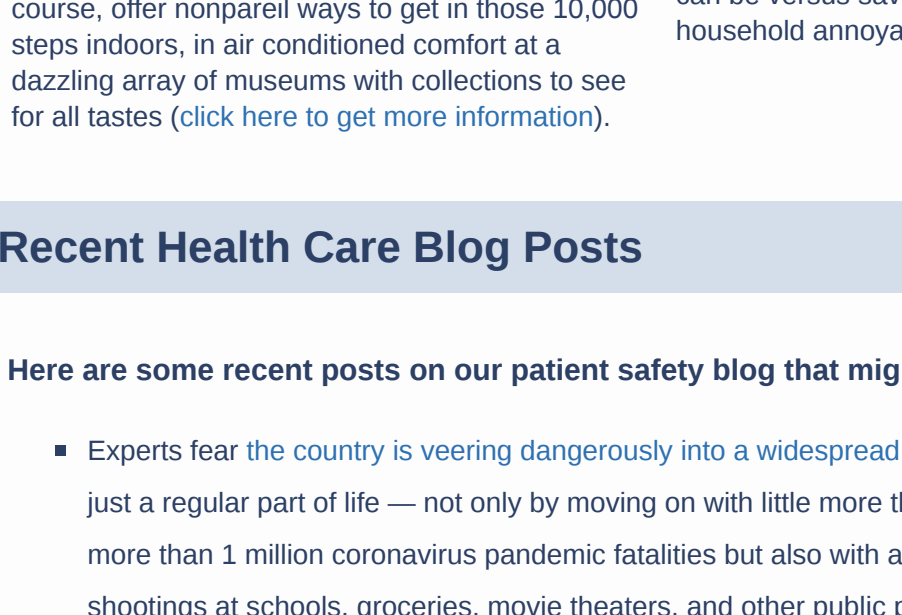 course, offer nonpareil ways to get in those 10,000
steps indoors, in air conditioned comfort at a
dazzling array of museums with collections to see
for all tastes (click here to get more information).
can be versus
household
Recent Health Care Blog Posts
Here are some recent posts on our patient safety blog that
Experts fear the country is veering dangerously into a widespread
just a regular part of life — not only by moving on with little more
more than 1 million coronavirus pandemic fatalities but also with a
shootings at schools, groceries, movie theaters, and other public